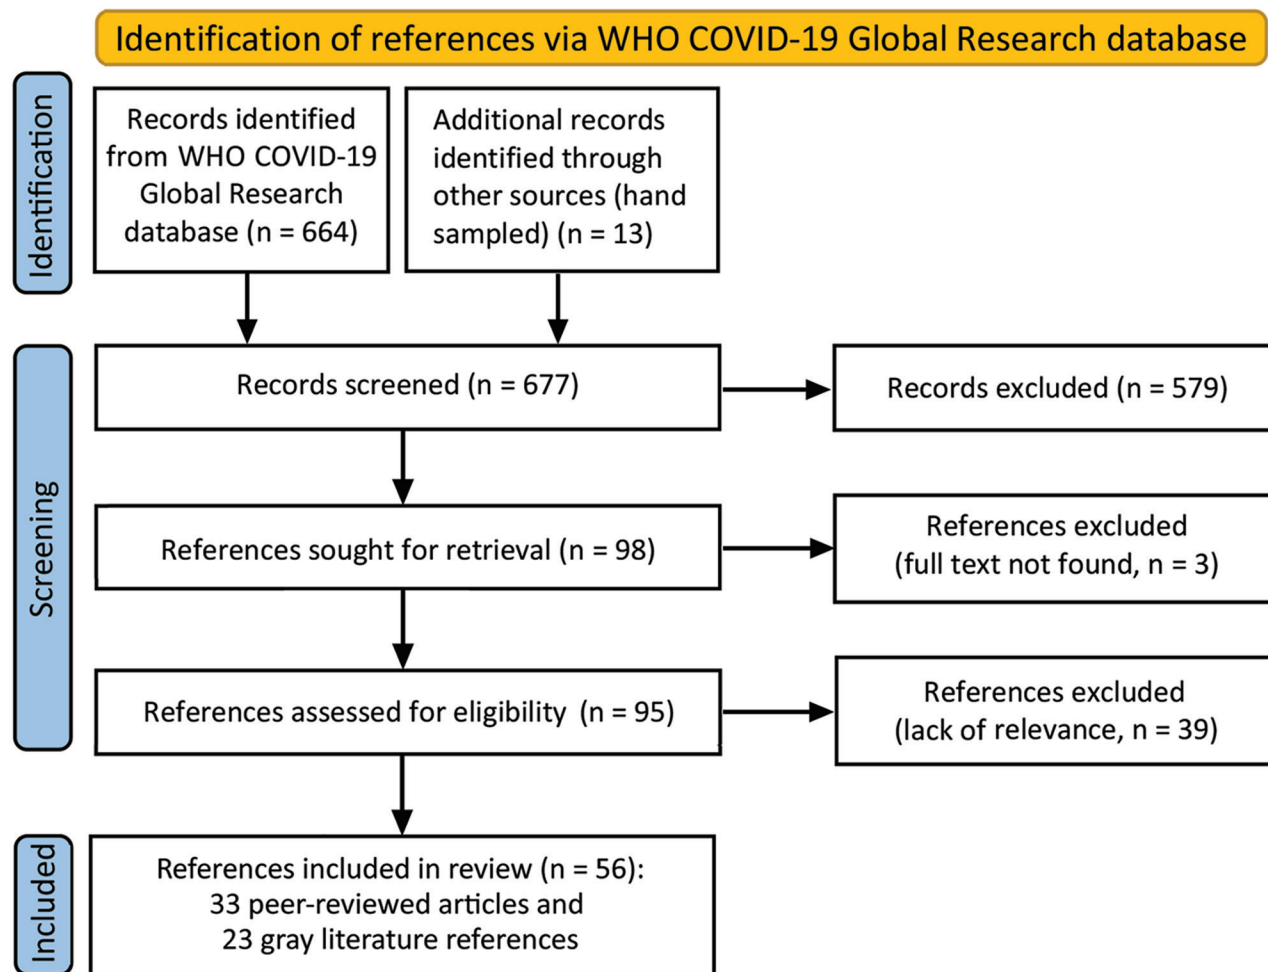 Identification of references via WHO COVID-19 Global Research database
Identification
Records identified
from WHO COVID-19
Global Research
database (n = 664)
Additional records
identified through
other sources (hand
sampled) (n = 13)
Screening
Records screened (n = 677)
Records excluded (n = 579)
References sought for retrieval (n = 98)
References excluded
(full text not found, n = 3)
References assessed for eligibility (n = 95)
References excluded
(lack of relevance, n = 39)
Included
References included in review (n = 56):
33 peer-reviewed articles and
23 gray literature references